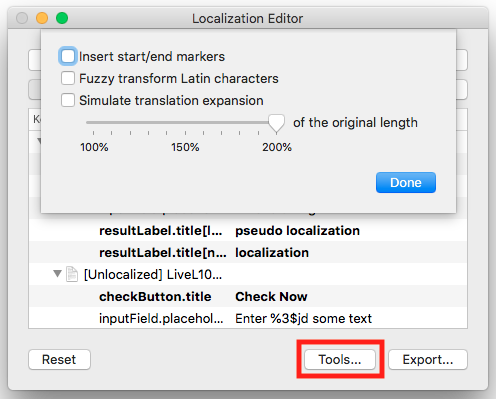 Localization Editor
Insert start/end markers
Fuzzy transform Latin characters
Simulate translation expansion
of the original length
100% 150% 200%
Done
resultLabel.title[l... pseudo localization
resultLabel.title[n... localization
[Unlocalized] LiveL10...
checkButton.title Check Now
inputField.placehol... Enter %3$jd some text
Reset Tools... Export...